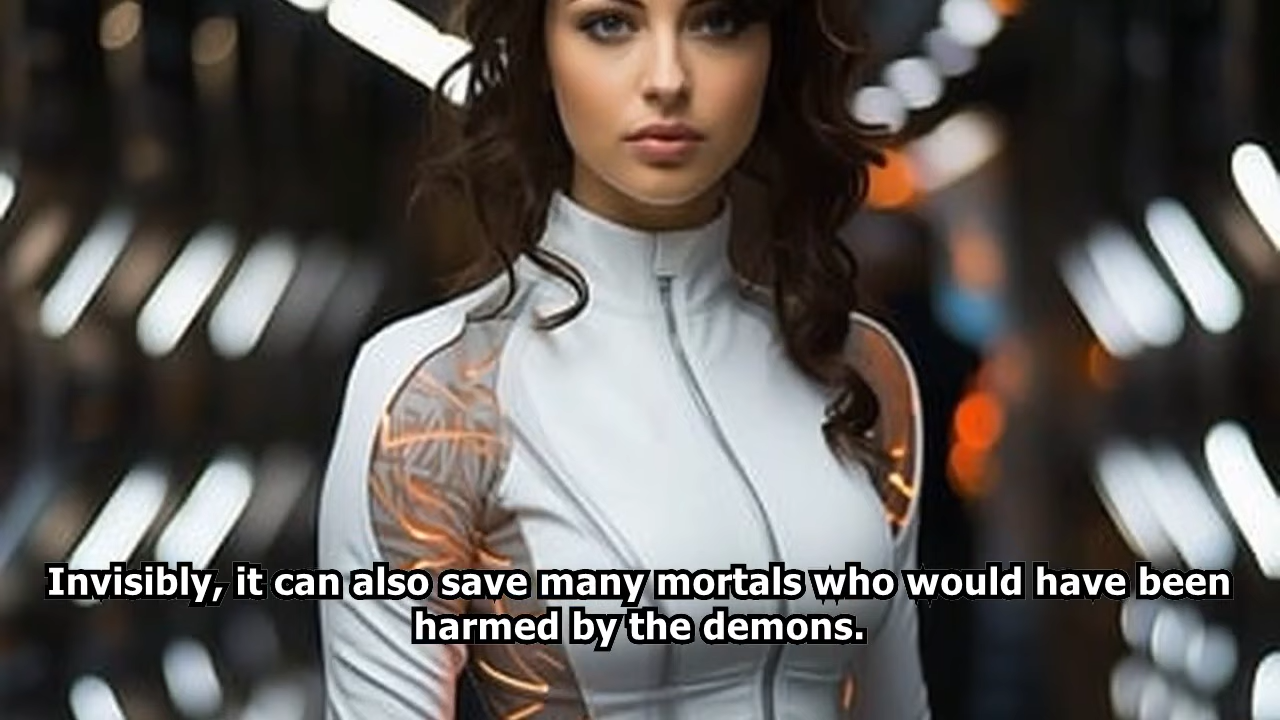 Invisibly, it can also save many mortals who would have been
harmed by the demons.